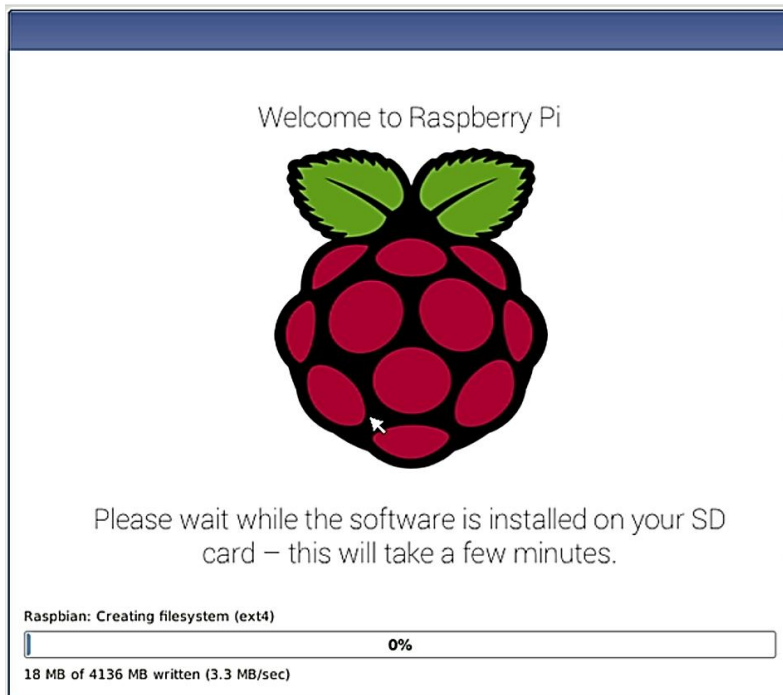 Welcome to Raspberry Pi
Please wait while the software is installed on your SD
card – this will take a few minutes.
Raspbian: Creating filesystem (ext4)
0%
18 MB of 4136 MB written (3.3 MB/sec)